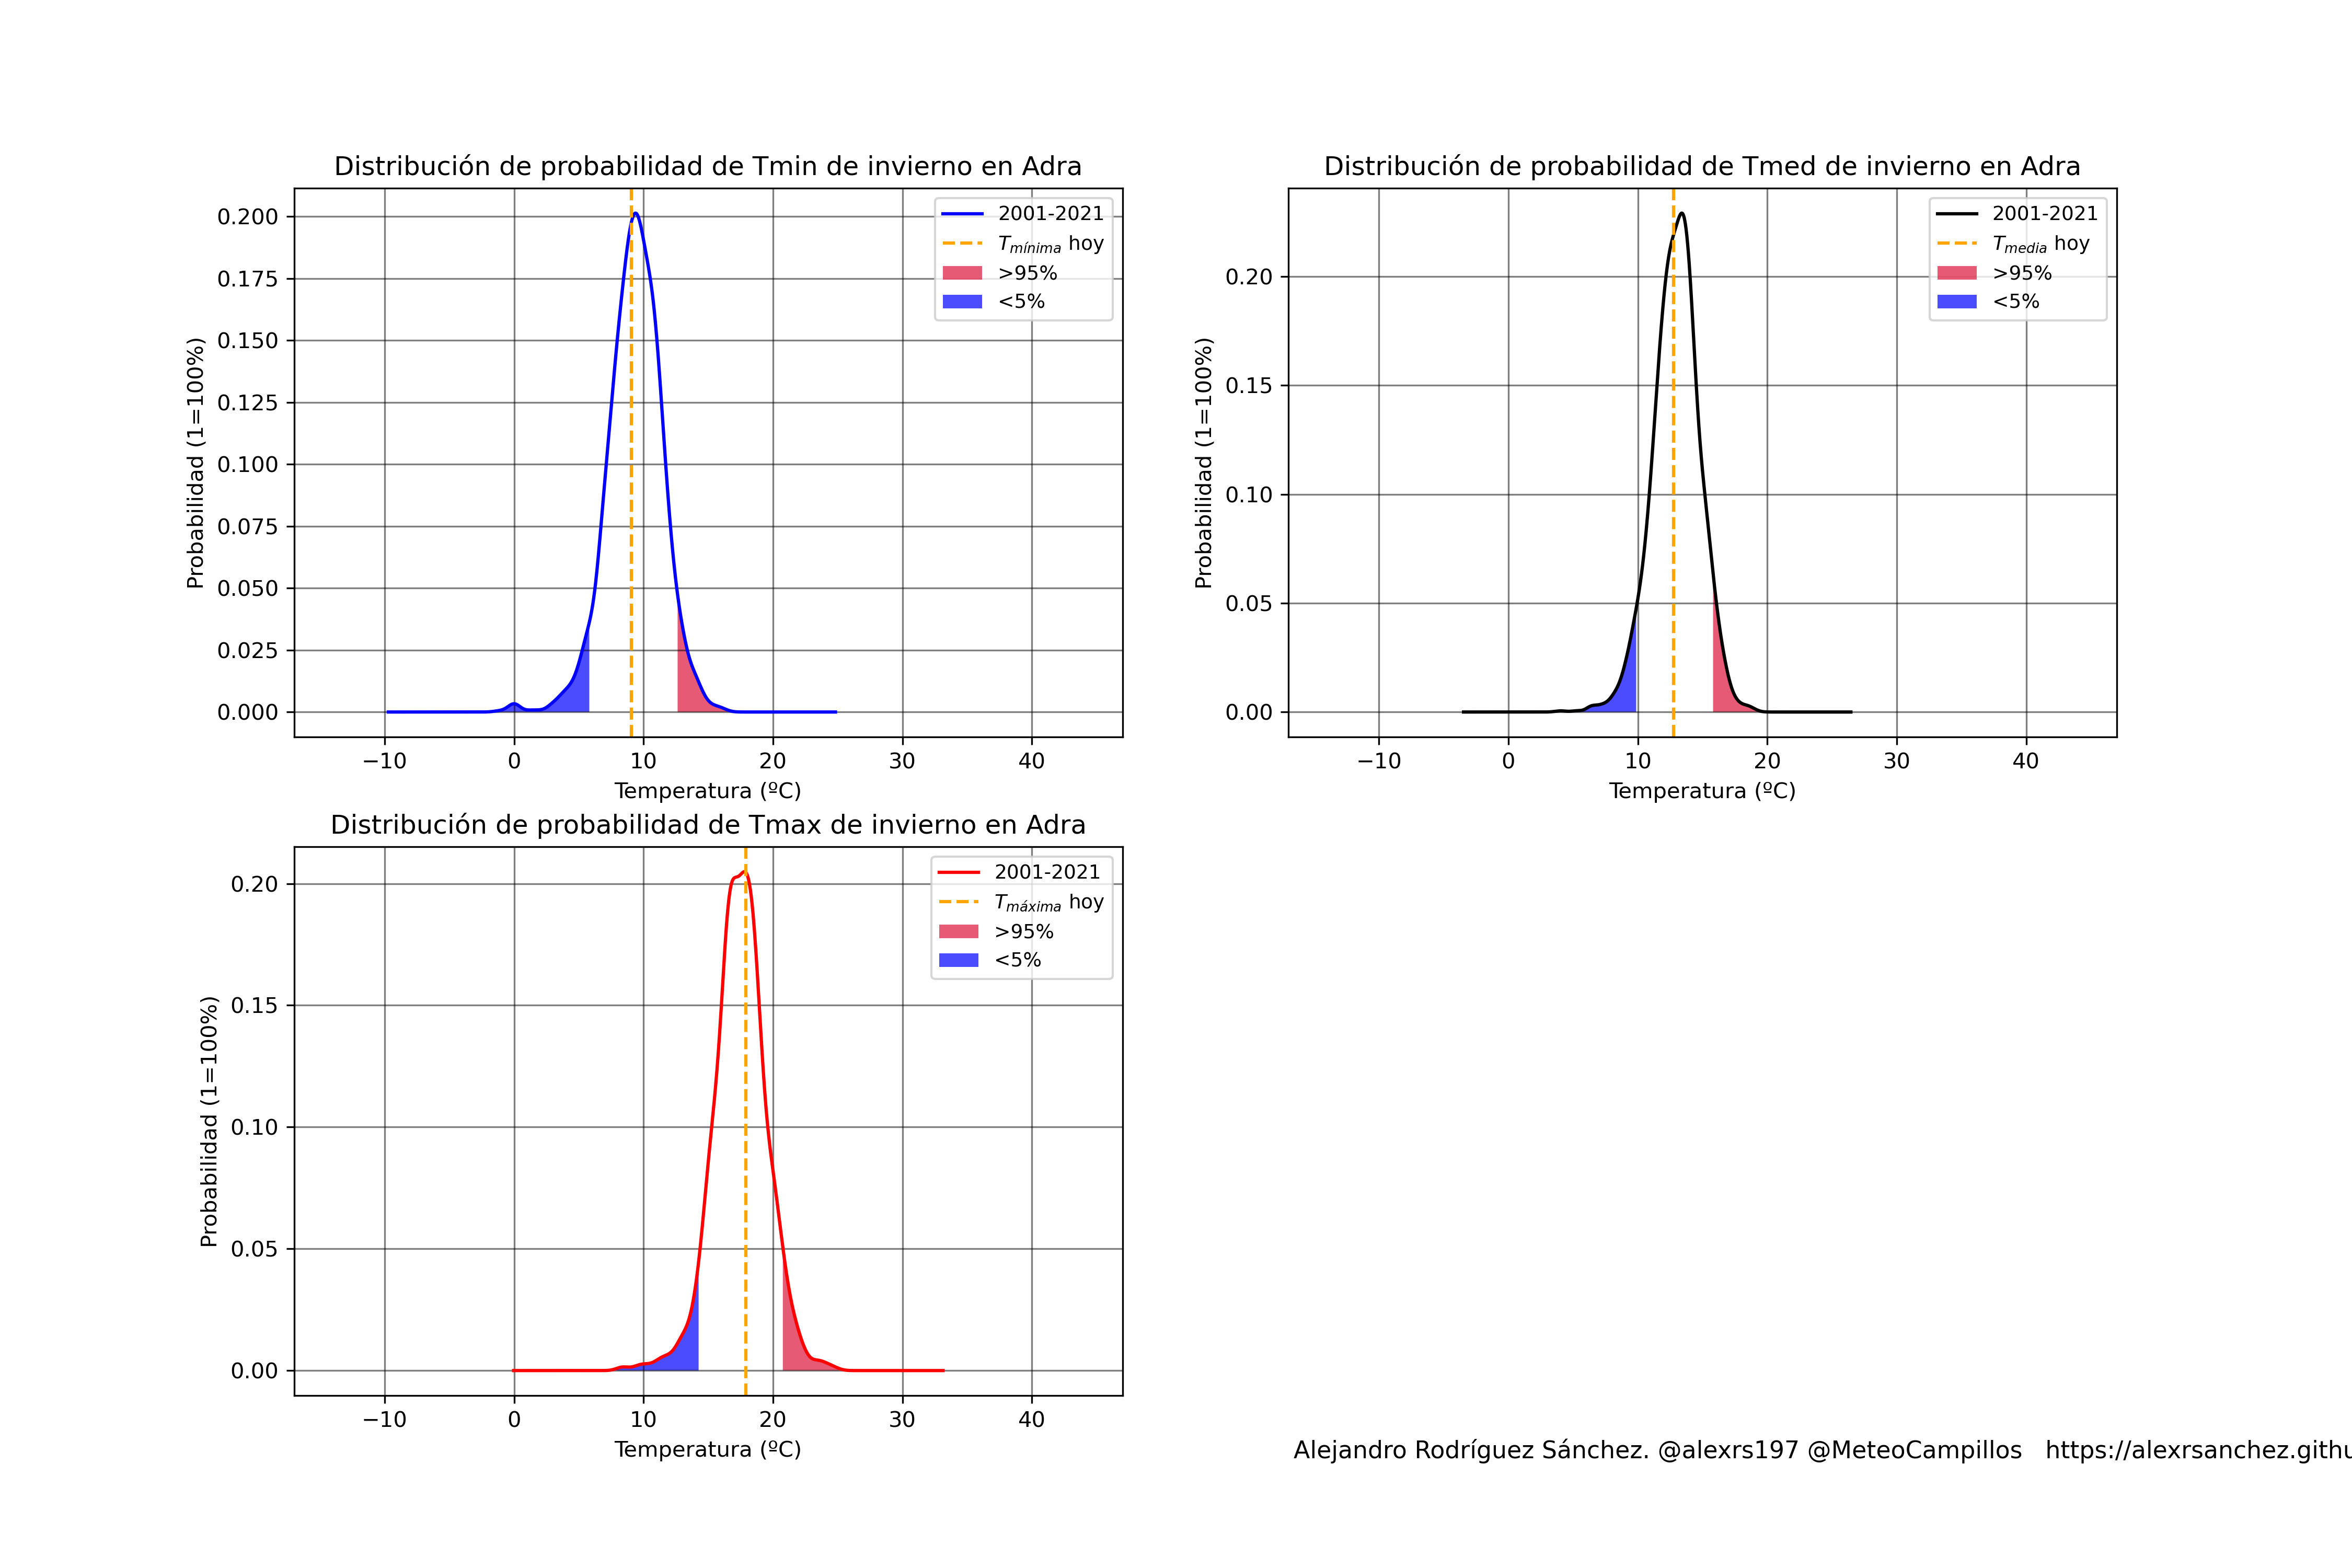 Distribución de probabilidad de Tmin de invierno en Adra
0.200
0.175
0.150
0.125
0.100
0.075
0.050
0.025
0.000
Probabilidad (1=100%)
2001-2021
Tmínima hoy
>95%
<5%
−10 0 10 20 30 40
Temperatura (ºC)
Distribución de probabilidad de Tmed de invierno en Adra
0.20
0.15
0.10
0.05
0.00
Probabilidad (1=100%)
2001-2021
Tmedia hoy
>95%
<5%
−10 0 10 20 30 40
Temperatura (ºC)
Distribución de probabilidad de Tmax de invierno en Adra
0.20
0.15
0.10
0.05
0.00
Probabilidad (1=100%)
2001-2021
Tmáxima hoy
>95%
<5%
−10 0 10 20 30 40
Temperatura (ºC)
Alejandro Rodríguez Sánchez. @alexrs197 @MeteoCampillos https://alexrsanchez.githu